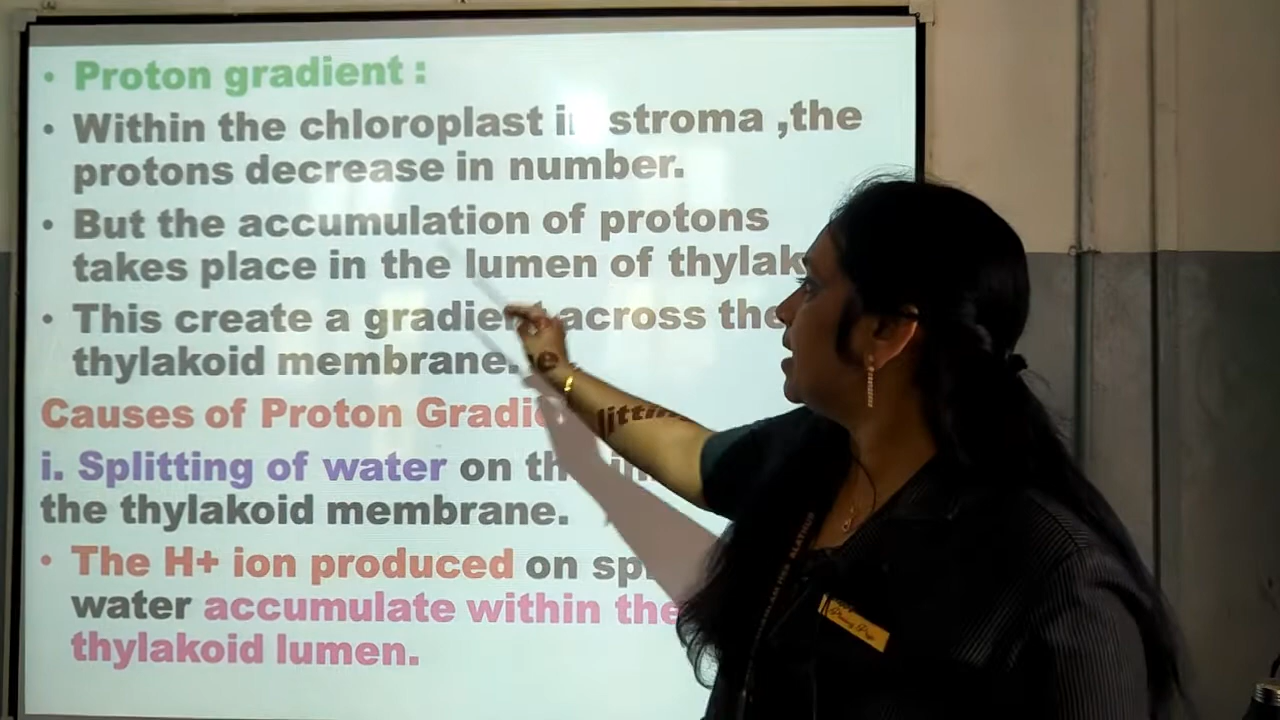 • Proton gradient :
• Within the chloroplast stroma ,the
protons decrease in number.
• But the accumulation of protons
takes place in the lumen of thylak
• This create a gradient across the
thylakoid membrane.
Causes of Proton Gradie
i. Splitting of water on th
the thylakoid membrane.
• The H+ ion produced on
water accumulate within the
thylakoid lumen.